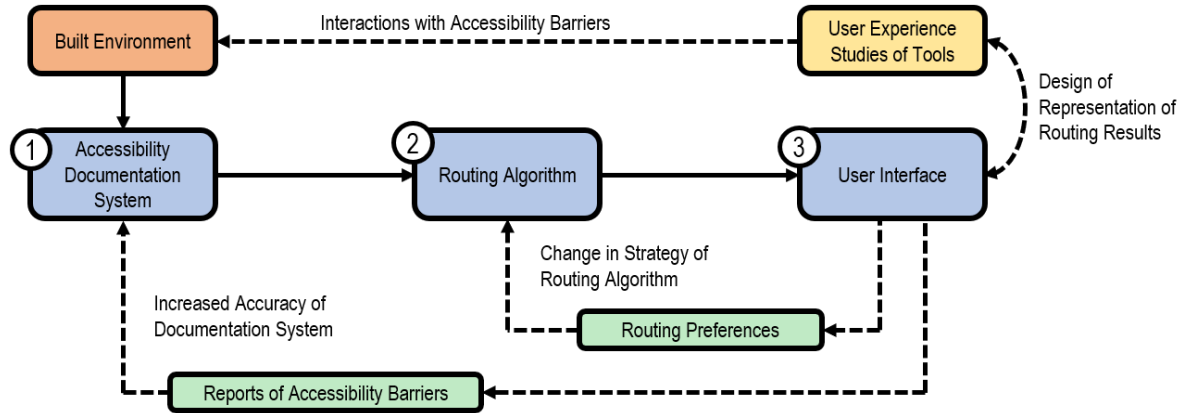 Built Environment
Interactions with Accessibility Barriers
User Experience
Studies of Tools
Design of
Representation of
Routing Results
1
Accessibility
Documentation
System
2
Routing Algorithm
3
User Interface
Change in Strategy of
Routing Algorithm
Increased Accuracy of
Documentation System
Routing Preferences
Reports of Accessibility Barriers